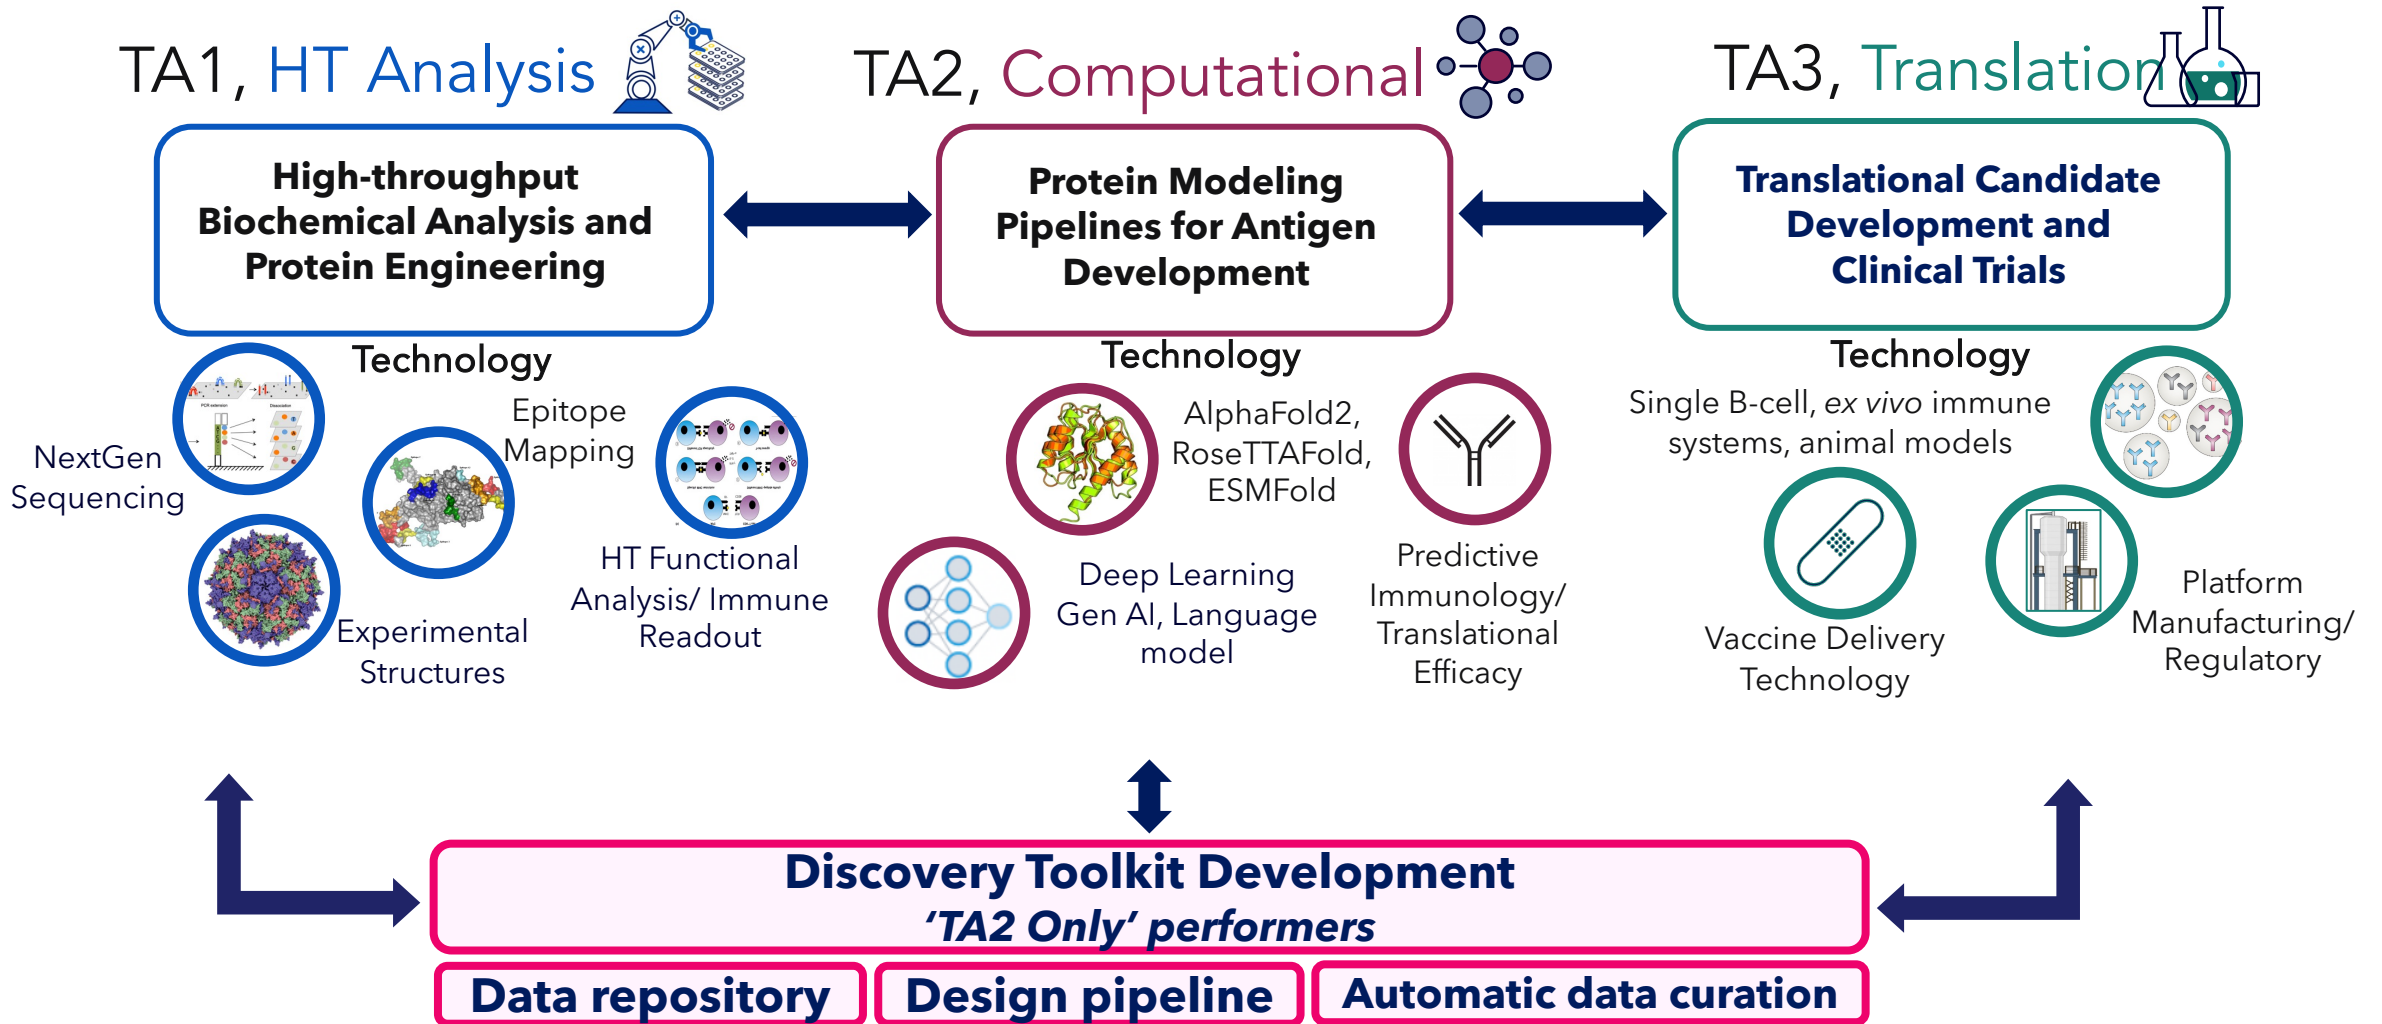 TA1, HT Analysis
TA2, Computational
TA3, Translation
High-throughput
Biochemical Analysis and
Protein Engineering
Protein Modeling
Pipelines for Antigen
Development
Translational Candidate
Development and
Clinical Trials
Technology
NextGen
Sequencing
PCR extension
Dissociation
Epitope
Mapping
Experimental
Structures
HT Functional
Analysis/ Immune
Readout
Technology
AlphaFold2,
RoseTTAFold,
ESMFold
Deep Learning
Gen AI, Language
model
Predictive
Immunology/
Translational
Efficacy
Technology
Single B-cell, ex vivo immune
systems, animal models
Vaccine Delivery
Technology
Platform
Manufacturing/
Regulatory
Discovery Toolkit Development
‘TA2 Only’ performers
Data repository
Design pipeline
Automatic data curation